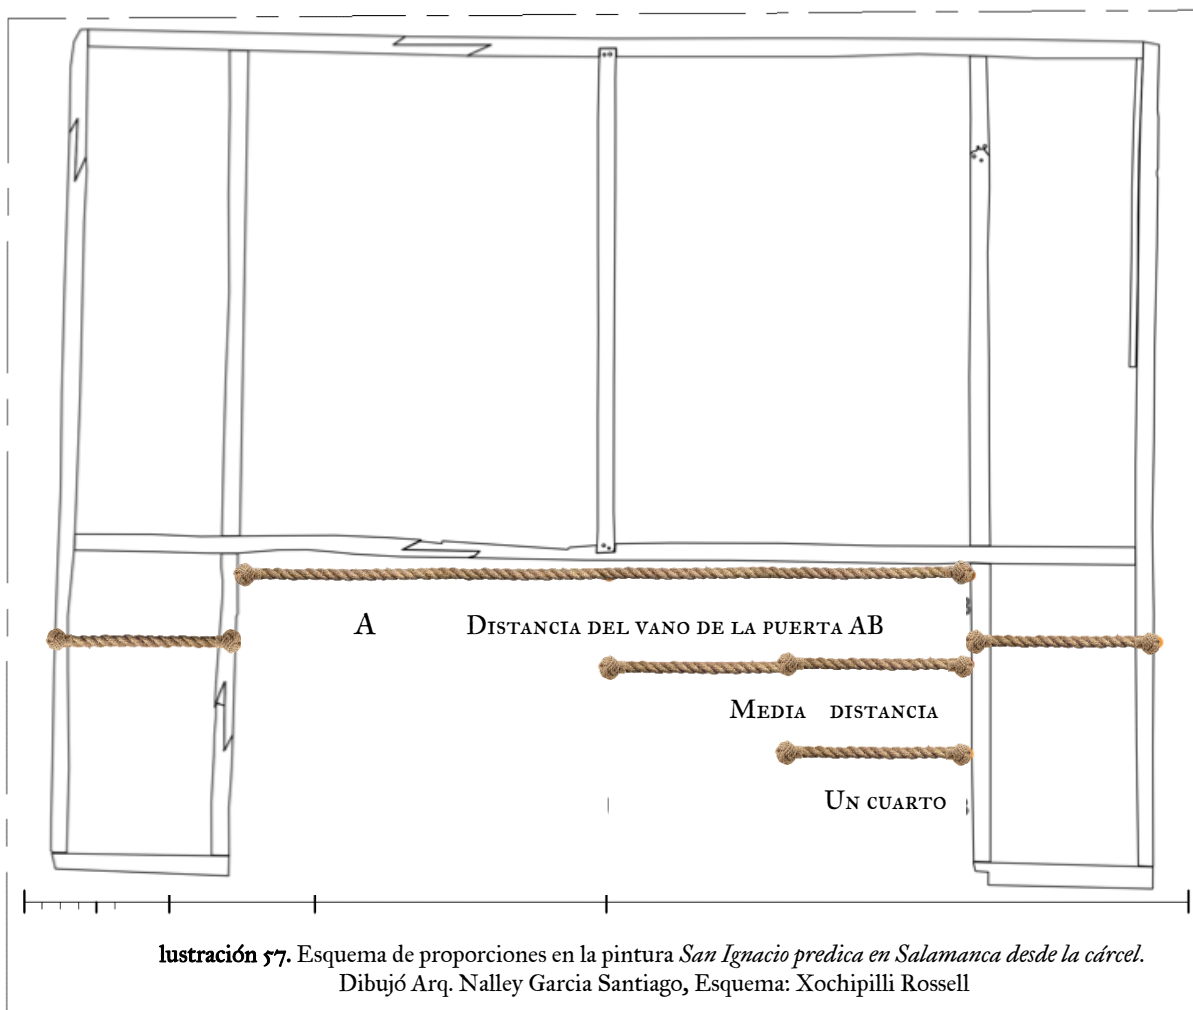 A
Distancia del vano de la puerta AB
Media distancia
Un cuarto
lustración 57. Esquema de proporciones en la pintura San Ignacio predica en Salamanca desde la cárcel.
Dibujó Arq. Nalley Garcia Santiago, Esquema: Xochipilli Rossell